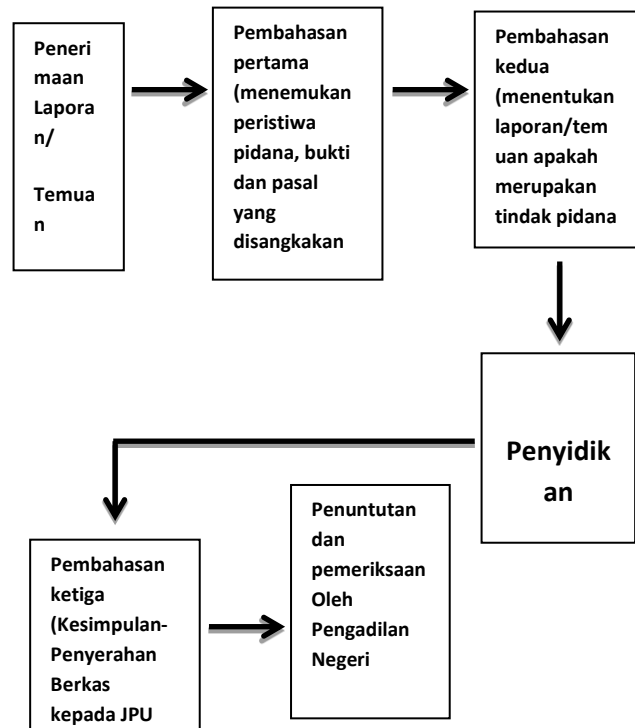 Peneri
maan
Lapora
n/
Temua
n
Pembahasan
pertama
(menemukan
peristiwa
pidana, bukti
dan pasal
yang
disangkakan
Pembahasan
kedua
(menentukan
laporan/tem
uan apakah
merupakan
tindak pidana
Penyidik
an
Pembahasan
ketiga
(Kesimpulan-
Penyerahan
Berkas
kepada JPU
Penuntutan
dan
pemeriksaan
Oleh
Pengadilan
Negeri